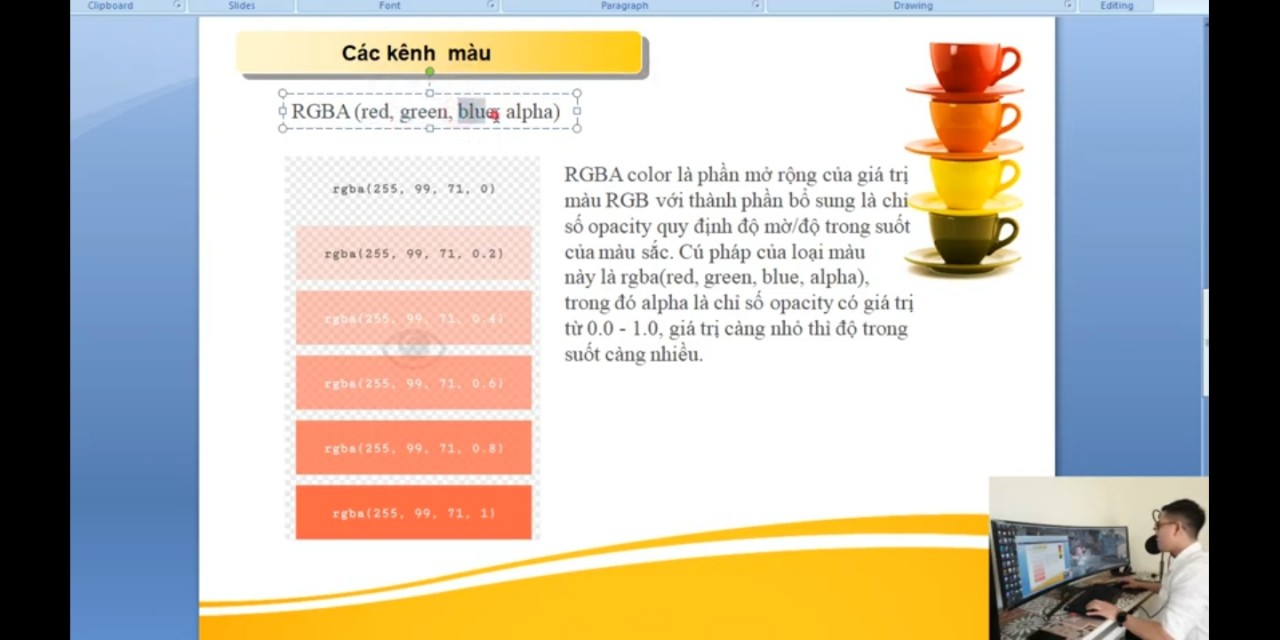 Clipboard
Slides
Font
Paragraph
Drawing
Editing
Các kênh màu
RGBA (red, green, blue, alpha)
rgba(255, 99, 71, 0)
rgba(255, 99, 71, 0.2)
rgba(255, 99, 71, 0.4)
rgba(255, 99, 71, 0.6)
rgba(255, 99, 71, 0.8)
rgba(255, 99, 71, 1)
RGBA color là phần mở rộng của giá trị
màu RGB với thành phần bổ sung là chỉ
số opacity quy định độ mờ/độ trong suốt
của màu sắc. Cú pháp của loại màu
này là rgba(red, green, blue, alpha),
trong đó alpha là chỉ số opacity có giá trị
từ 0.0 - 1.0, giá trị càng nhỏ thì độ trong
suốt càng nhiều.